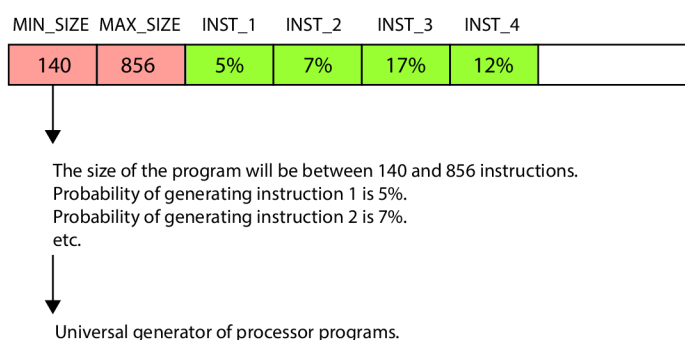 MIN_SIZE MAX_SIZE INST_1 INST_2 INST_3 INST_4
140 856 5% 7% 17% 12%
The size of the program will be between 140 and 856 instructions.
Probability of generating instruction 1 is 5%.
Probability of generating instruction 2 is 7%.
etc.
Universal generator of processor programs.